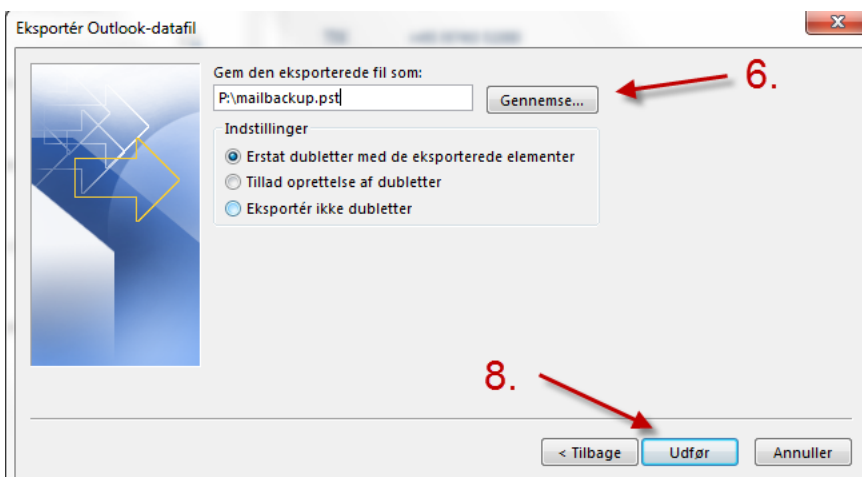 Eksportér Outlook-datafil
Gem den eksporterede fil som:
P:\mailbackup.pst
Gennemse...
6.
Indstillinger
Erstat dubletter med de eksporterede elementer
Tillad oprettelse af dubletter
Eksportér ikke dubletter
8.
< Tilbage
Udfør
Annuller